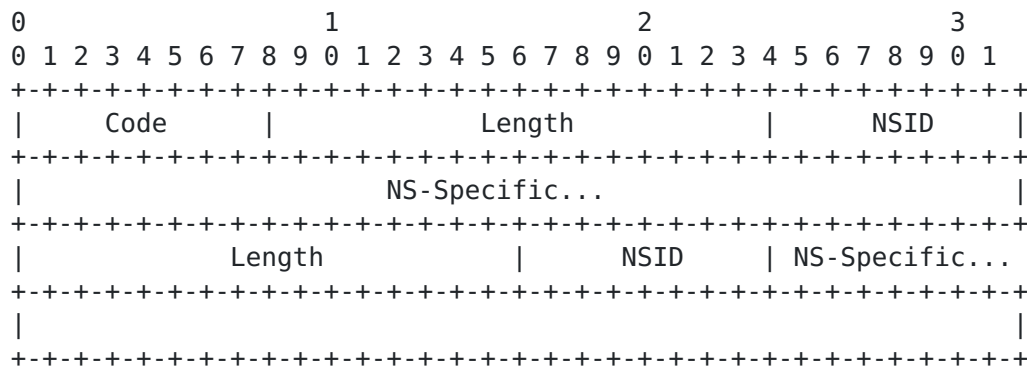 0                   1                   2                   3
0 1 2 3 4 5 6 7 8 9 0 1 2 3 4 5 6 7 8 9 0 1 2 3 4 5 6 7 8 9 0 1
+-+-+-+-+-+-+-+-+-+-+-+-+-+-+-+-+-+-+-+-+-+-+-+-+-+-+-+-+-+-+-+-+
|     Code      |             Length            |      NSID     |
+-+-+-+-+-+-+-+-+-+-+-+-+-+-+-+-+-+-+-+-+-+-+-+-+-+-+-+-+-+-+-+-+
|                       NS-Specific...                          |
+-+-+-+-+-+-+-+-+-+-+-+-+-+-+-+-+-+-+-+-+-+-+-+-+-+-+-+-+-+-+-+-+
|             Length            |      NSID     | NS-Specific...
+-+-+-+-+-+-+-+-+-+-+-+-+-+-+-+-+-+-+-+-+-+-+-+-+-+-+-+-+-+-+-+-+
|                                                               |
+-+-+-+-+-+-+-+-+-+-+-+-+-+-+-+-+-+-+-+-+-+-+-+-+-+-+-+-+-+-+-+-+